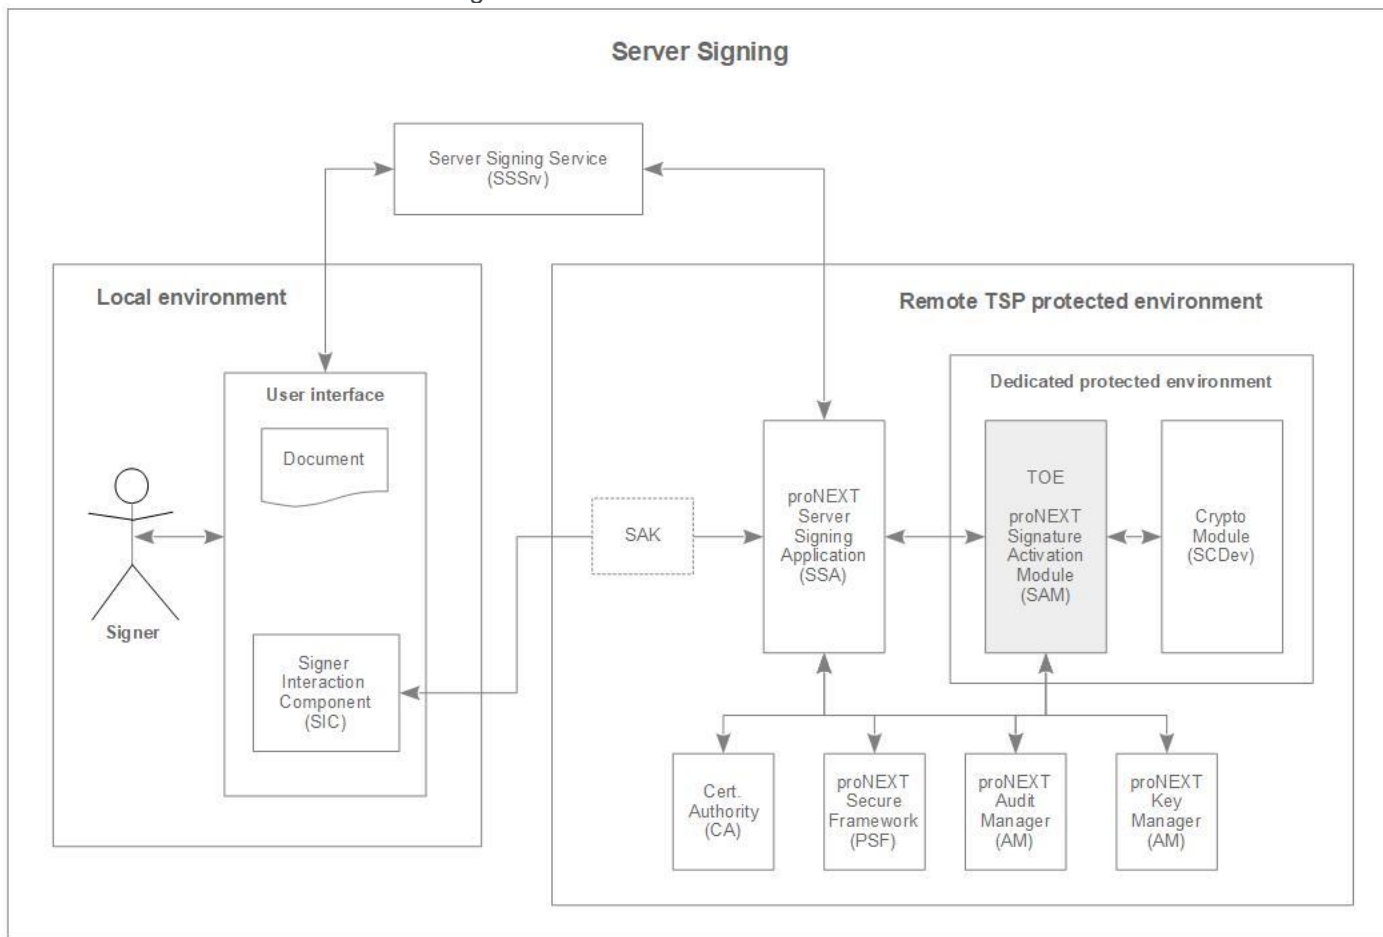 Server Signing
Server Signing Service
(SSSrv)
Local environment
Remote TSP protected environment
User interface
Dedicated protected environment
Document
Signer
Signer
Interaction
Component
(SIC)
SAK
proNEXT
Server
Signing
Application
(SSA)
TOE
proNEXT
Signature
Activation
Module
(SAM)
Crypto
Module
(SCDev)
Cert.
Authority
(CA)
proNEXT
Secure
Framework
(PSF)
proNEXT
Audit
Manager
(AM)
proNEXT
Key
Manager
(AM)